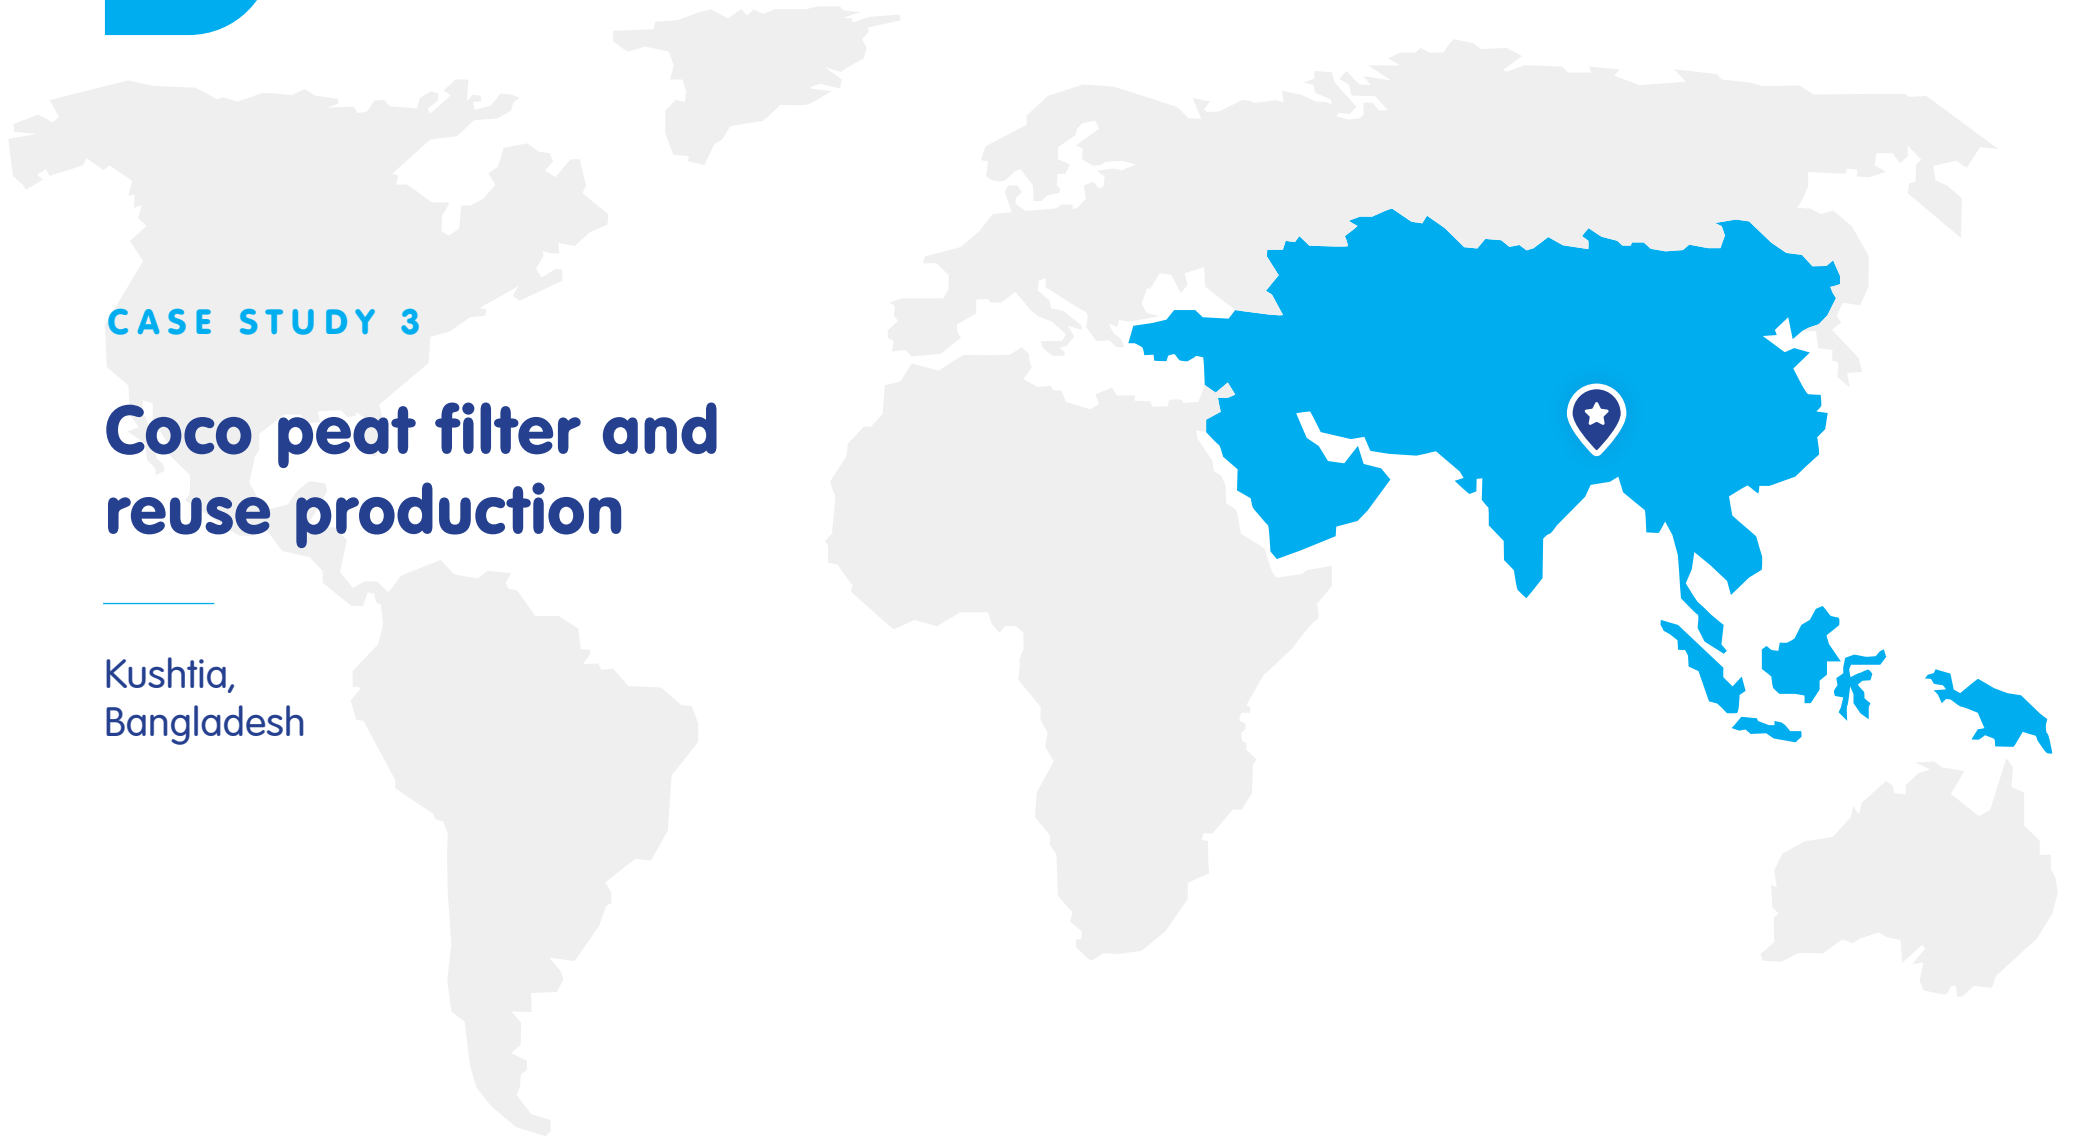 CASE STUDY 3
Coco peat filter and
reuse production
Kushtia,
Bangladesh